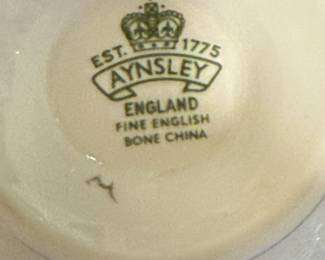 EST. 1775
AYNSLEY
ENGLAND
FINE ENGLISH
BONE CHINA